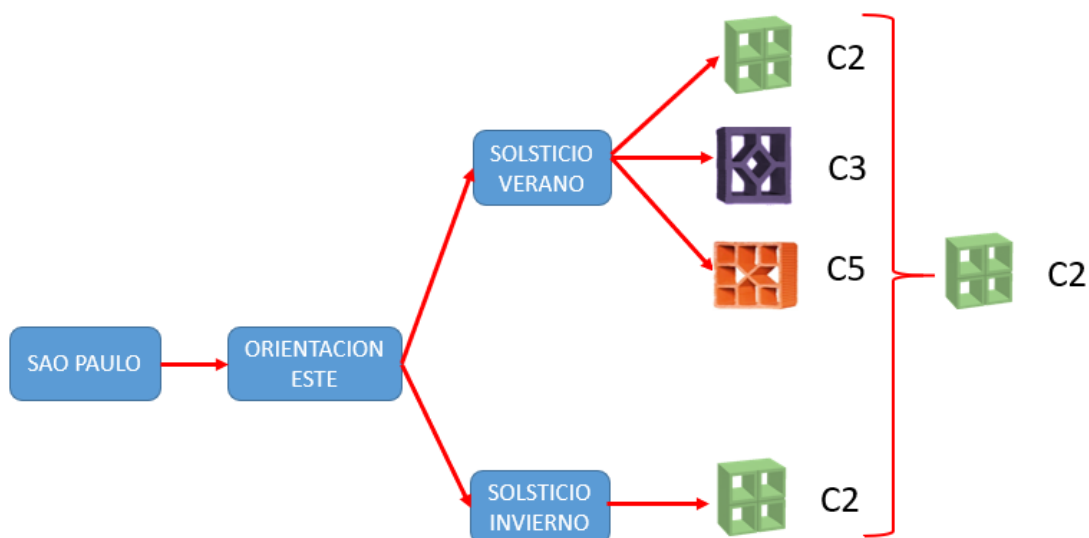 C2
SOLSTICIO
VERANO
C3
C5
C2
SAO PAULO
ORIENTACION
ESTE
SOLSTICIO
INVIERNO
C2